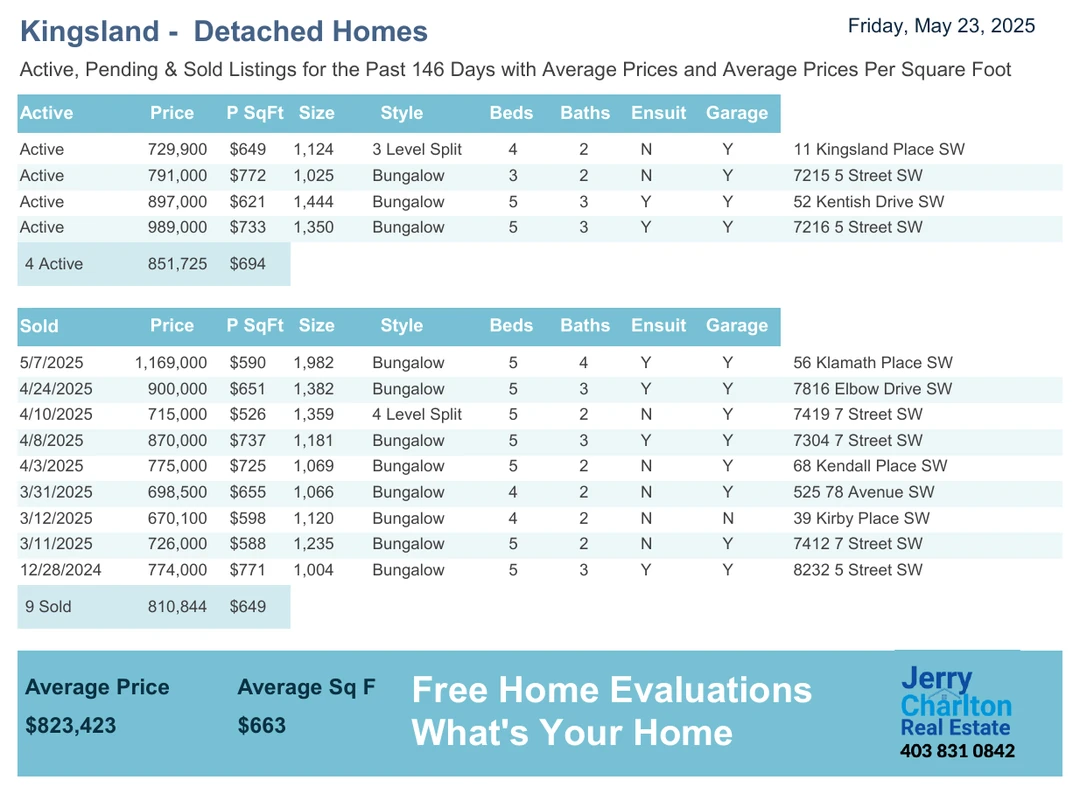 Kingsland - Detached Homes
Friday, May 23, 2025
Active, Pending & Sold Listings for the Past 146 Days with Average Prices and Average Prices Per Square Foot
Active Price P SqFt Size Style Beds Baths Ensuit Garage
Active 729,900 $649 1,124 3 Level Split 4 2 N Y 11 Kingsland Place SW
Active 791,000 $772 1,025 Bungalow 3 2 N Y 7215 5 Street SW
Active 897,000 $621 1,444 Bungalow 5 3 Y Y 52 Kentish Drive SW
Active 989,000 $733 1,350 Bungalow 5 3 Y Y 7216 5 Street SW
4 Active 851,725 $694
Sold Price P SqFt Size Style Beds Baths Ensuit Garage
5/7/2025 1,169,000 $590 1,982 Bungalow 5 4 Y Y 56 Klamath Place SW
4/24/2025 900,000 $651 1,382 Bungalow 5 3 Y Y 7816 Elbow Drive SW
4/10/2025 715,000 $526 1,359 4 Level Split 5 2 N Y 7419 7 Street SW
4/8/2025 870,000 $737 1,181 Bungalow 5 3 Y Y 7304 7 Street SW
4/3/2025 775,000 $725 1,069 Bungalow 5 2 N Y 68 Kendall Place SW
3/31/2025 698,500 $655 1,066 Bungalow 4 2 N Y 525 78 Avenue SW
3/12/2025 670,100 $598 1,120 Bungalow 4 2 N N 39 Kirby Place SW
3/11/2025 726,000 $588 1,235 Bungalow 5 2 N Y 7412 7 Street SW
12/28/2024 774,000 $771 1,004 Bungalow 5 3 Y Y 8232 5 Street SW
9 Sold 810,844 $649
Average Price Average Sq F
$823,423 $663
Free Home Evaluations
What's Your Home
Jerry
Charlton
Real Estate
403 831 0842